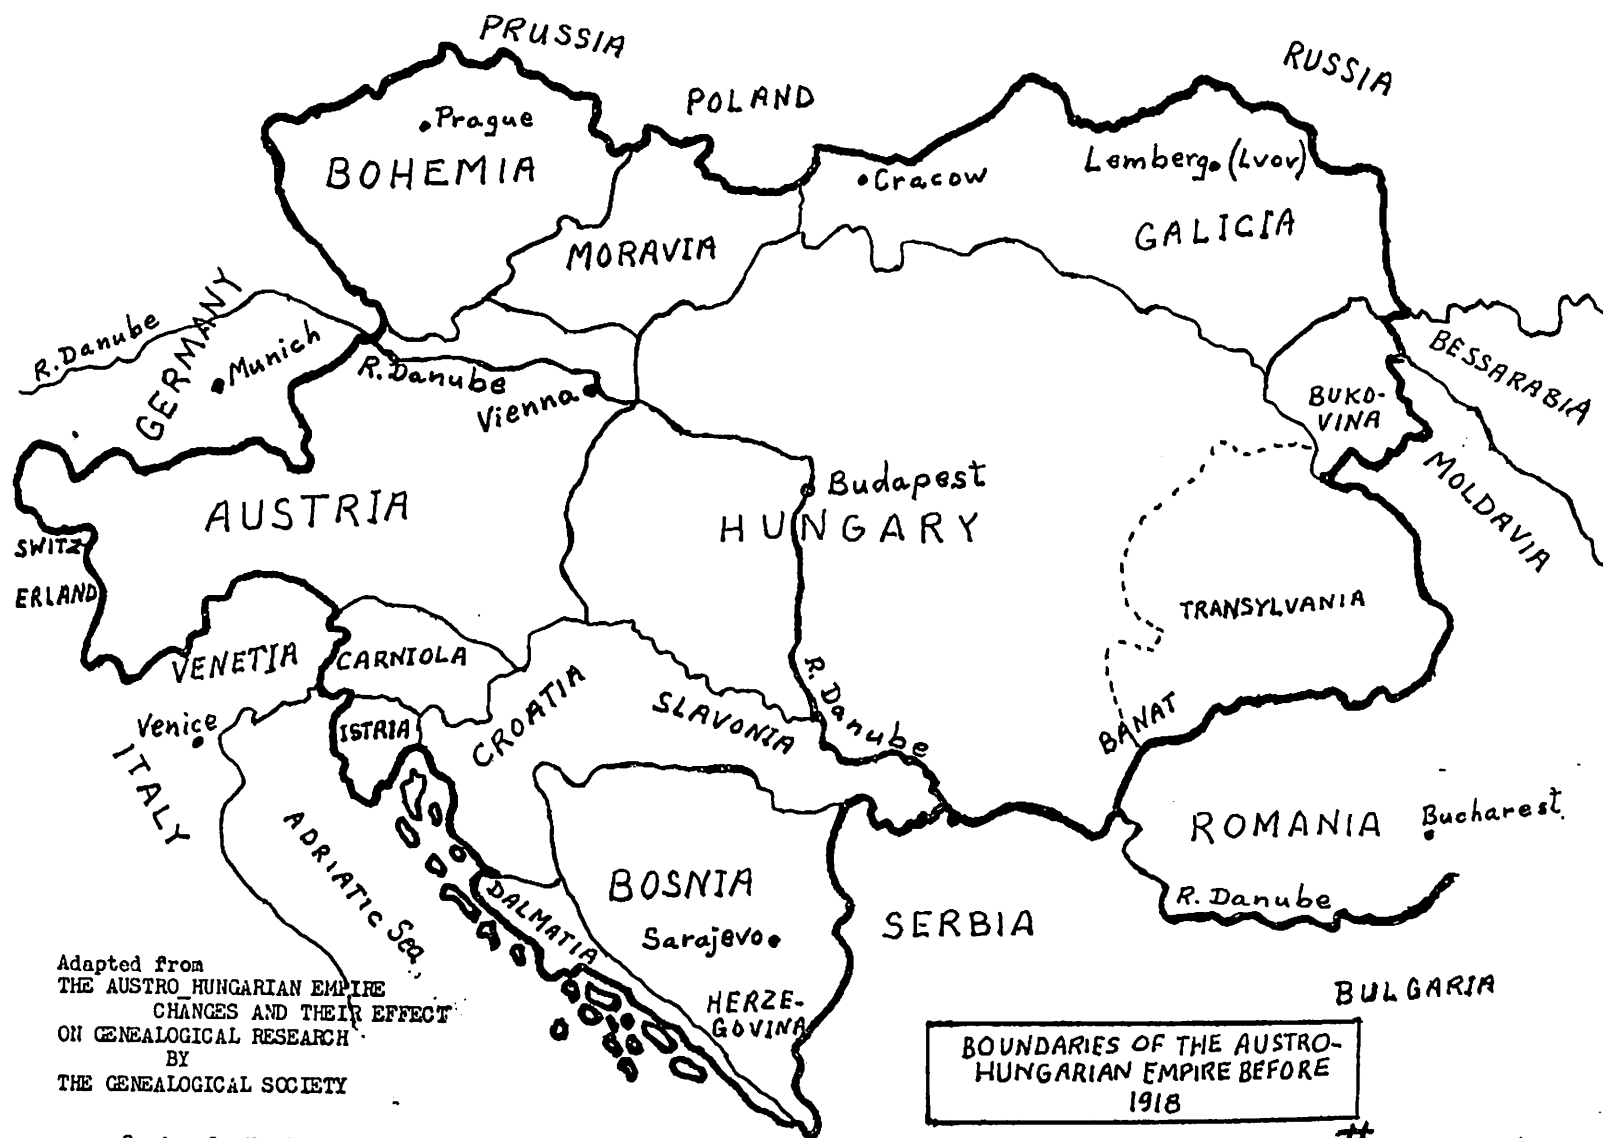 PRUSSIA
POLAND
RUSSIA
Prague
BOHEMIA
Cracow
Lemberg (Lvov)
GALICIA
MORAVIA
R. Danube
GERMANY
Munich
R. Danube
Vienna
BESSARABIA
BUKO-
VINA
MOLDAVIA
Budapest
HUNGARY
AUSTRIA
SWITZ
ERLAND
TRANSYLVANIA
VENETIA
CARNIOLA
Venice
ISTRIA
CROATIA
SLAVONIA
R. Danube
BANAT
ITALY
ADRIATIC Sea
ROMANIA
Bucharest
R. Danube
BOSNIA
Sarajevo
DALMATIA
HERZE-
GOVINA
SERBIA
BULGARIA
Adapted from
THE AUSTRO_HUNGARIAN EMPIRE
CHANGES AND THEIR EFFECT
ON GENEALOGICAL RESEARCH
BY
THE GENEALOGICAL SOCIETY
BOUNDARIES OF THE AUSTRO-
HUNGARIAN EMPIRE BEFORE
1918